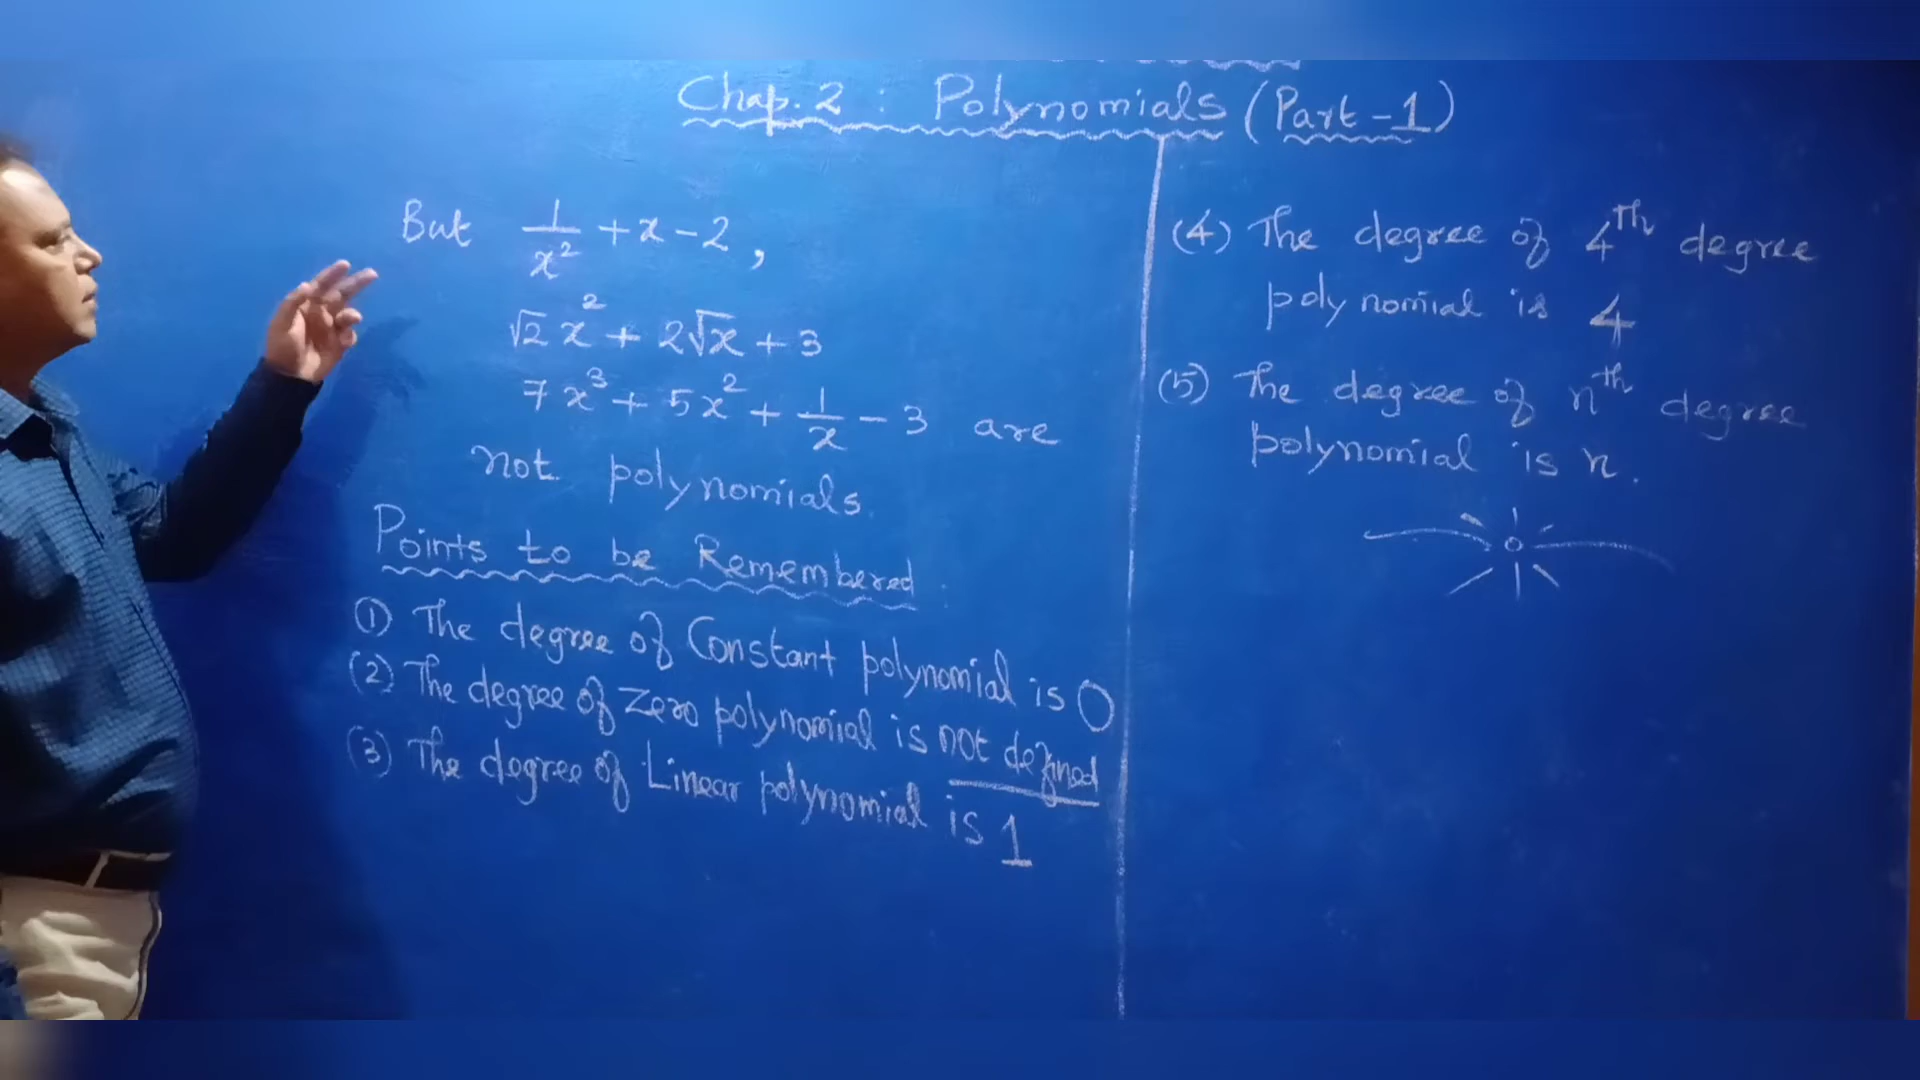 Chap. 2 : Polynomials (Part-1)
But 1/x² + x - 2,
√2 x² + 2√x + 3
7x³ + 5x² + 1/x - 3 are
not polynomials.
Points to be Remembered
① The degree of Constant polynomial is 0
(2) The degree of Zero polynomial is not defined
(3) The degree of Linear polynomial is 1
(4) The degree of 4th degree
polynomial is 4
(5) The degree of nth degree
polynomial is n.